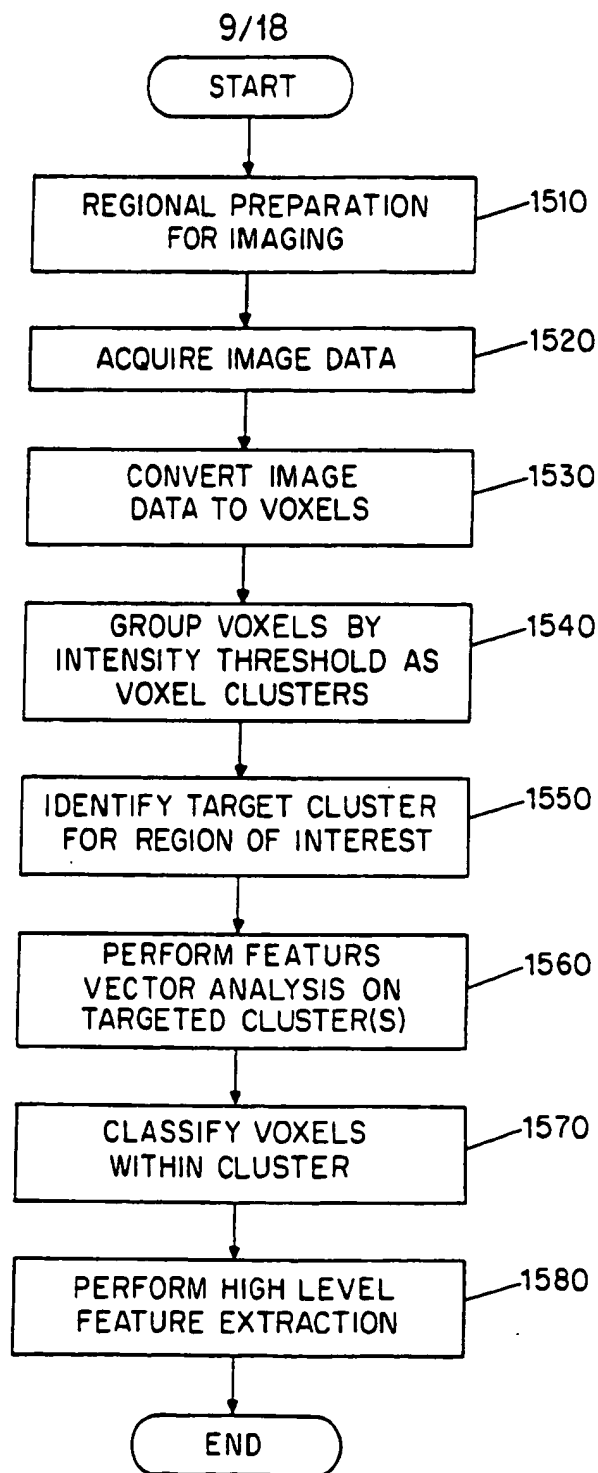 9/18
START
REGIONAL PREPARATION
FOR IMAGING
1510
ACQUIRE IMAGE DATA
1520
CONVERT IMAGE
DATA TO VOXELS
1530
GROUP VOXELS BY
INTENSITY THRESHOLD AS
VOXEL CLUSTERS
1540
IDENTIFY TARGET CLUSTER
FOR REGION OF INTEREST
1550
PERFORM FEATURS
VECTOR ANALYSIS ON
TARGETED CLUSTER(S)
1560
CLASSIFY VOXELS
WITHIN CLUSTER
1570
PERFORM HIGH LEVEL
FEATURE EXTRACTION
1580
END